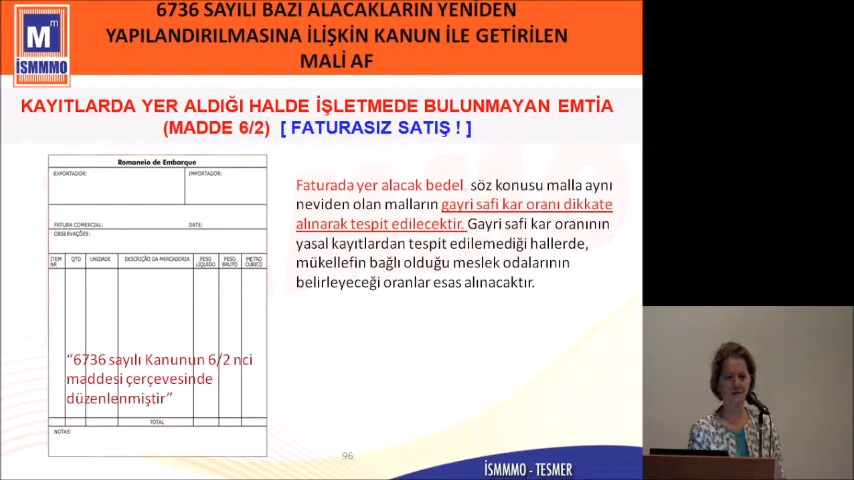 6736 SAYILI BAZI ALACAKLARIN YENİDEN
YAPILANDIRILMASINA İLİŞKİN KANUN İLE GETİRİLEN
MALİ AF
Mm
İSMMMO
KAYITLARDA YER ALDIĞI HALDE İŞLETMEDE BULUNMAYAN EMTİA
(MADDE 6/2) [ FATURASIZ SATIŞ ! ]
Romaneio de Embarque
EXPORTADOR:
IMPORTADOR:
FATURA COMERCIAL:
DATE:
OBSERVAÇÕES:
ITEM NR
QTD
UNIDADE
DESCRIÇÃO DA MERCADORIA
PESO LÍQUIDO
PESO BRUTO
METRO CUBICO
"6736 sayılı Kanunun 6/2 nci
maddesi çerçevesinde
düzenlenmiştir"
TOTAL
NOTAS:
Faturada yer alacak bedel, söz konusu malla aynı
neviden olan malların gayri safi kar oranı dikkate
alınarak tespit edilecektir. Gayri safi kar oranının
yasal kayıtlardan tespit edilemediği hallerde,
mükellefin bağlı olduğu meslek odalarının
belirleyeceği oranlar esas alınacaktır.
96
İSMMMO - TESMER